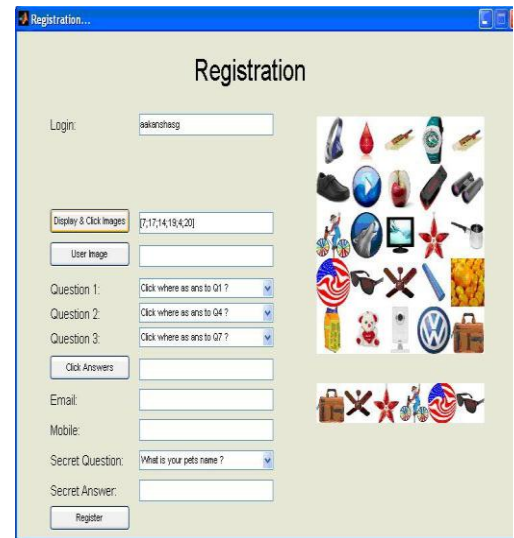 Registration...
Registration
Login: aakanshasg
Display & Click Images [7;17;14;19;4;20]
User Image
Question 1: Click where as ans to Q1 ?
Question 2: Click where as ans to Q4 ?
Question 3: Click where as ans to Q7 ?
Click Answers
Email:
Mobile:
Secret Question: What is your pets name ?
Secret Answer:
Register